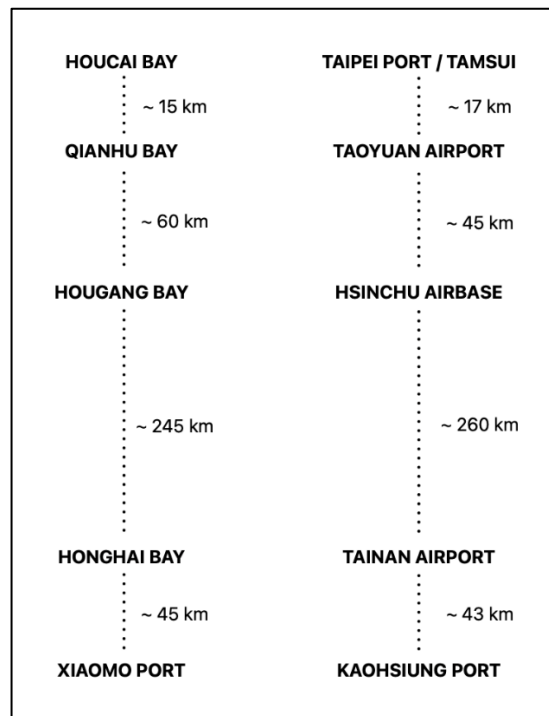 HOUCAI BAY
~ 15 km
QIANHU BAY
~ 60 km
HOUGANG BAY
~ 245 km
HONGHAI BAY
~ 45 km
XIAOMO PORT
TAIPEI PORT / TAMSUI
~ 17 km
TAOYUAN AIRPORT
~ 45 km
HSINCHU AIRBASE
~ 260 km
TAINAN AIRPORT
~ 43 km
KAOHSIUNG PORT